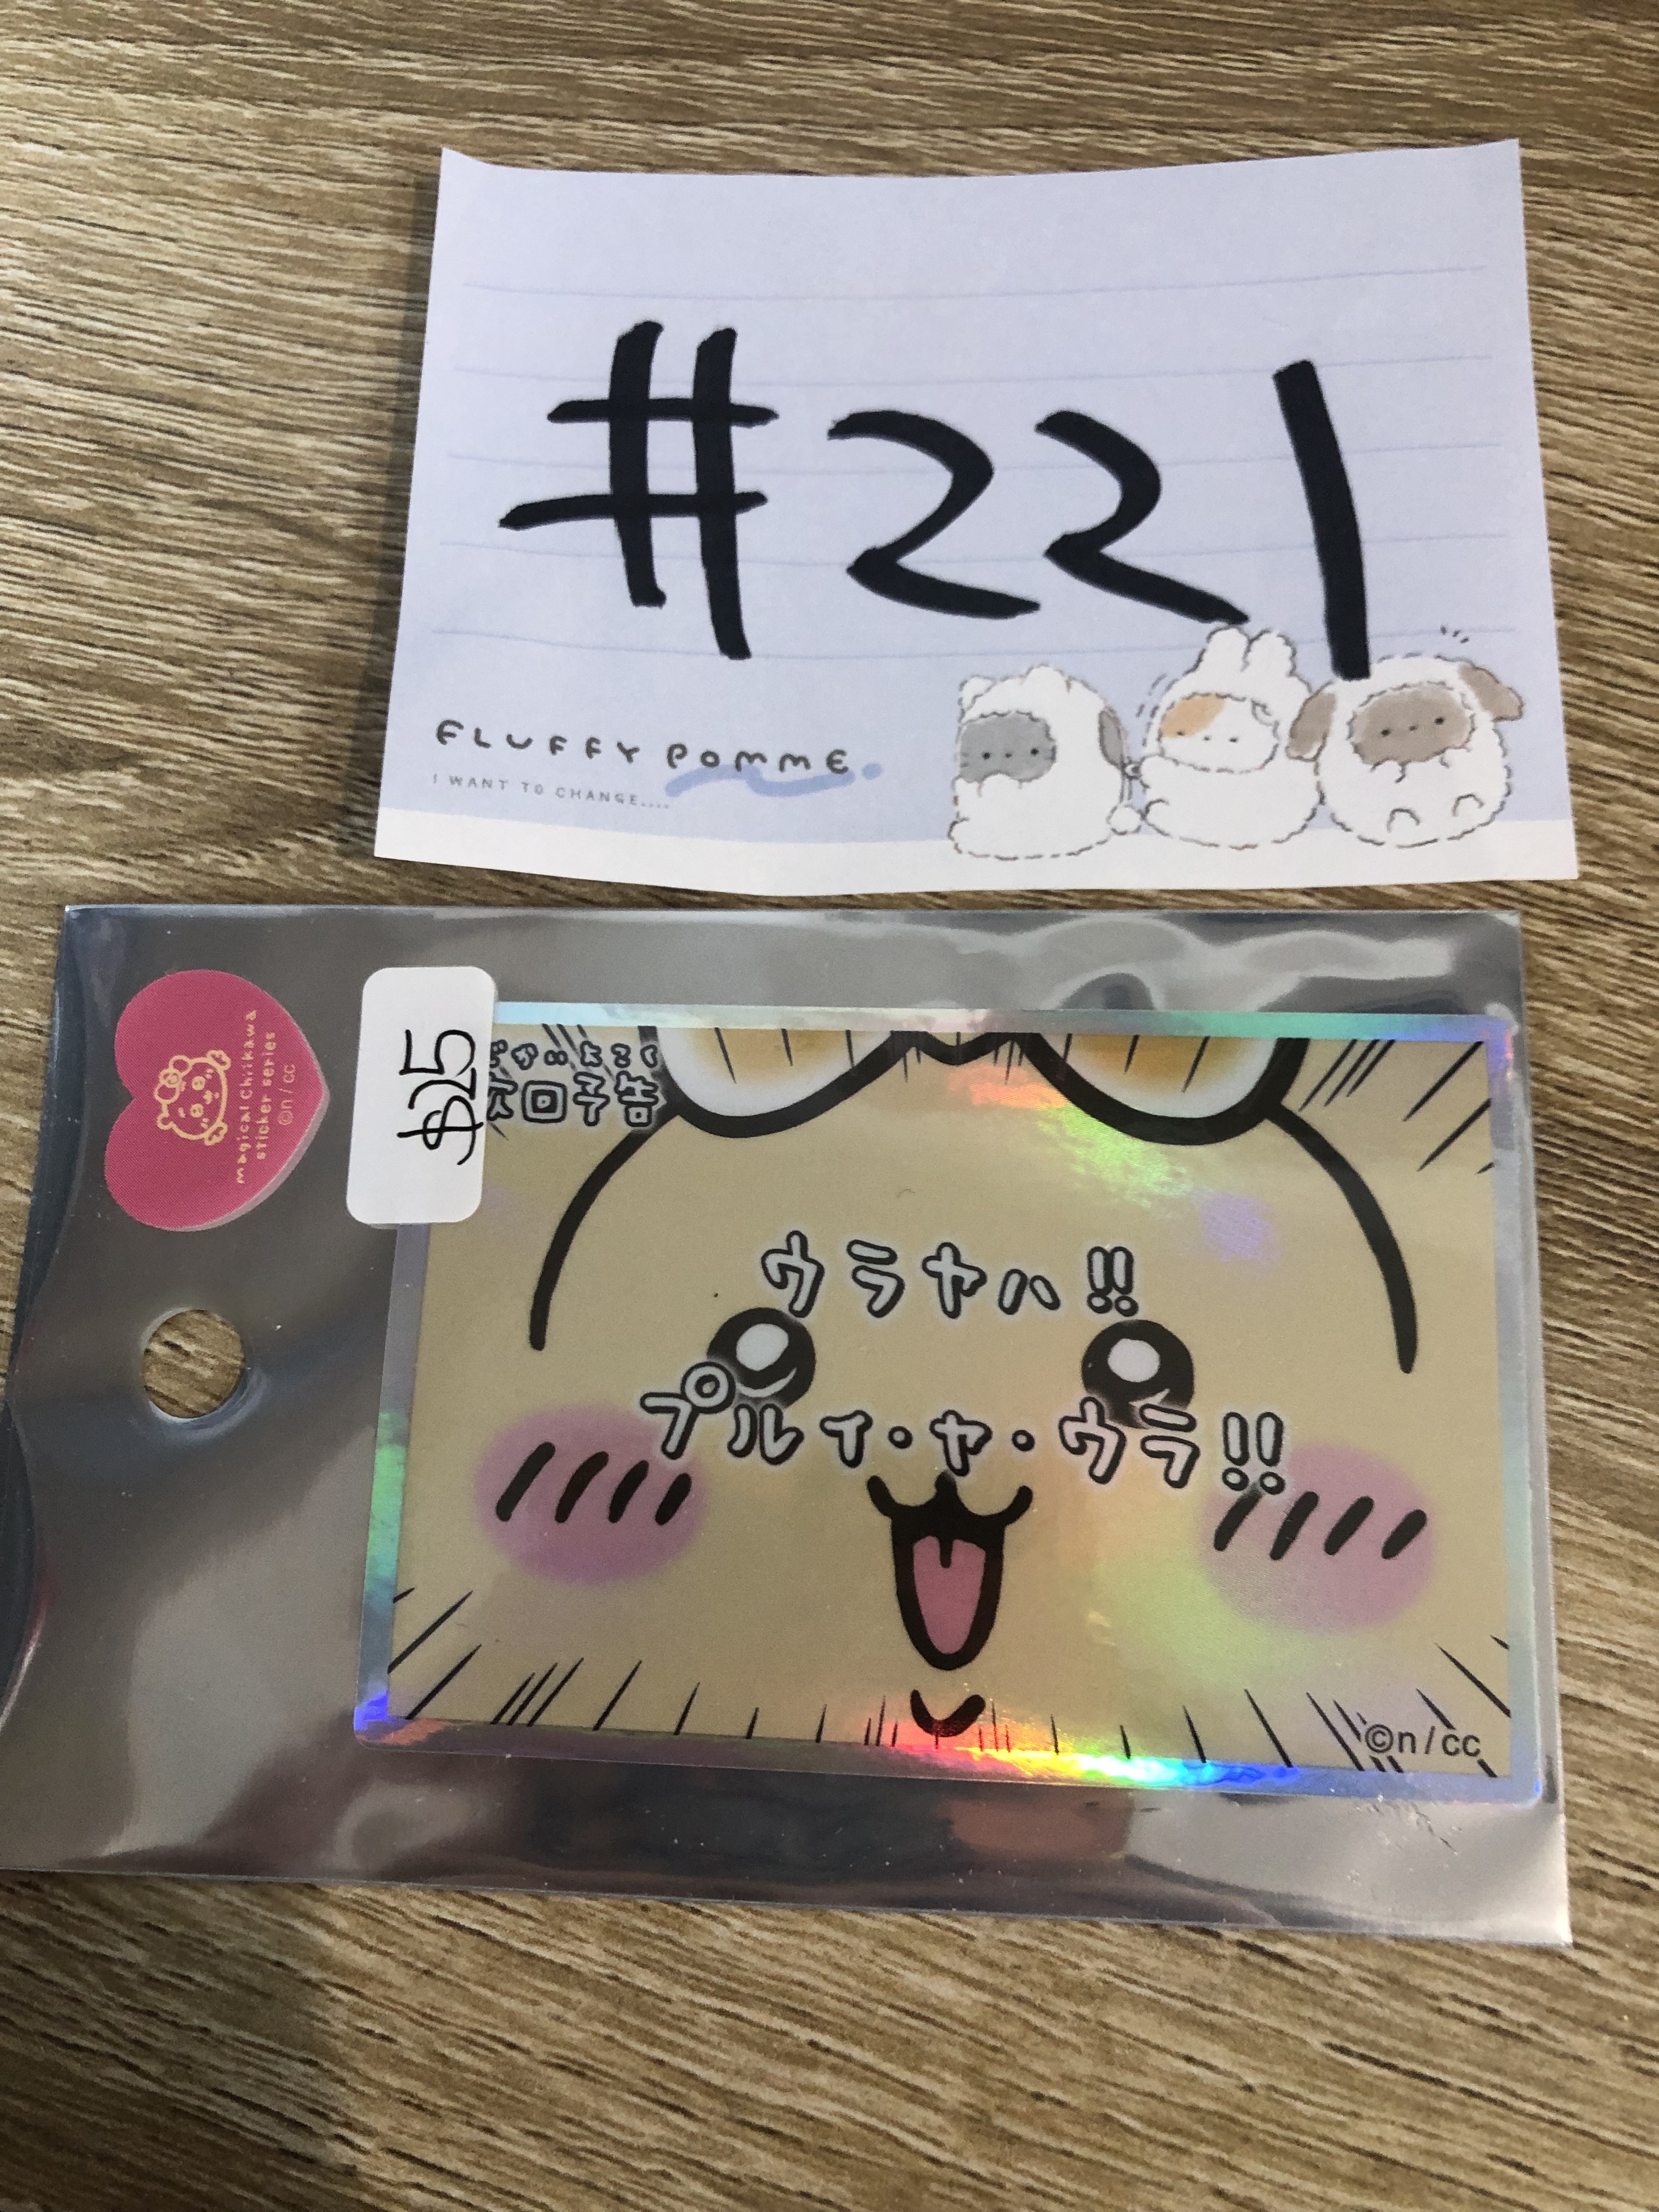 #221
FLUFFY POMME.
I WANT TO CHANGE....
magical chiikawa
sticker series
©n/cc
$25
次回予告
ウラヤハ!!
プルイ・ヤ・ウラ!!
©n/cc